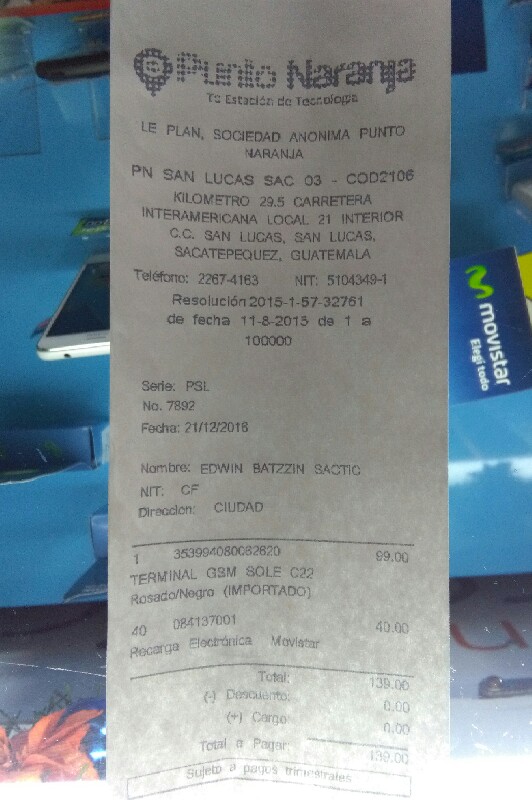 Punto Naranja
Tu Estación de Tecnología
LE PLAN, SOCIEDAD ANONIMA PUNTO
NARANJA
PN SAN LUCAS SAC 03 - COD2106
KILOMETRO 29.5 CARRETERA
INTERAMERICANA LOCAL 21 INTERIOR
C.C. SAN LUCAS, SAN LUCAS,
SACATEPEQUEZ, GUATEMALA
Teléfono: 2267-4163 NIT: 5104349-1
Resolución 2015-1-57-32761
de fecha 11-8-2015 de 1 a
100000
Serie: PSL
No. 7892
Fecha: 21/12/2016
Nombre: EDWIN BATZZIN SACTIC
NIT: CF
Direccion: CIUDAD
1 353994080062620 99.00
TERMINAL GSM SOLE C22
Rosado/Negro (IMPORTADO)
40 084137001 40.00
Recarga Electrónica Movistar
Total: 139.00
(-) Descuento: 0.00
(+) Cargo: 0.00
Total a Pagar: 139.00
Sujeto a pagos trimestrales
movistar
Elegí todo